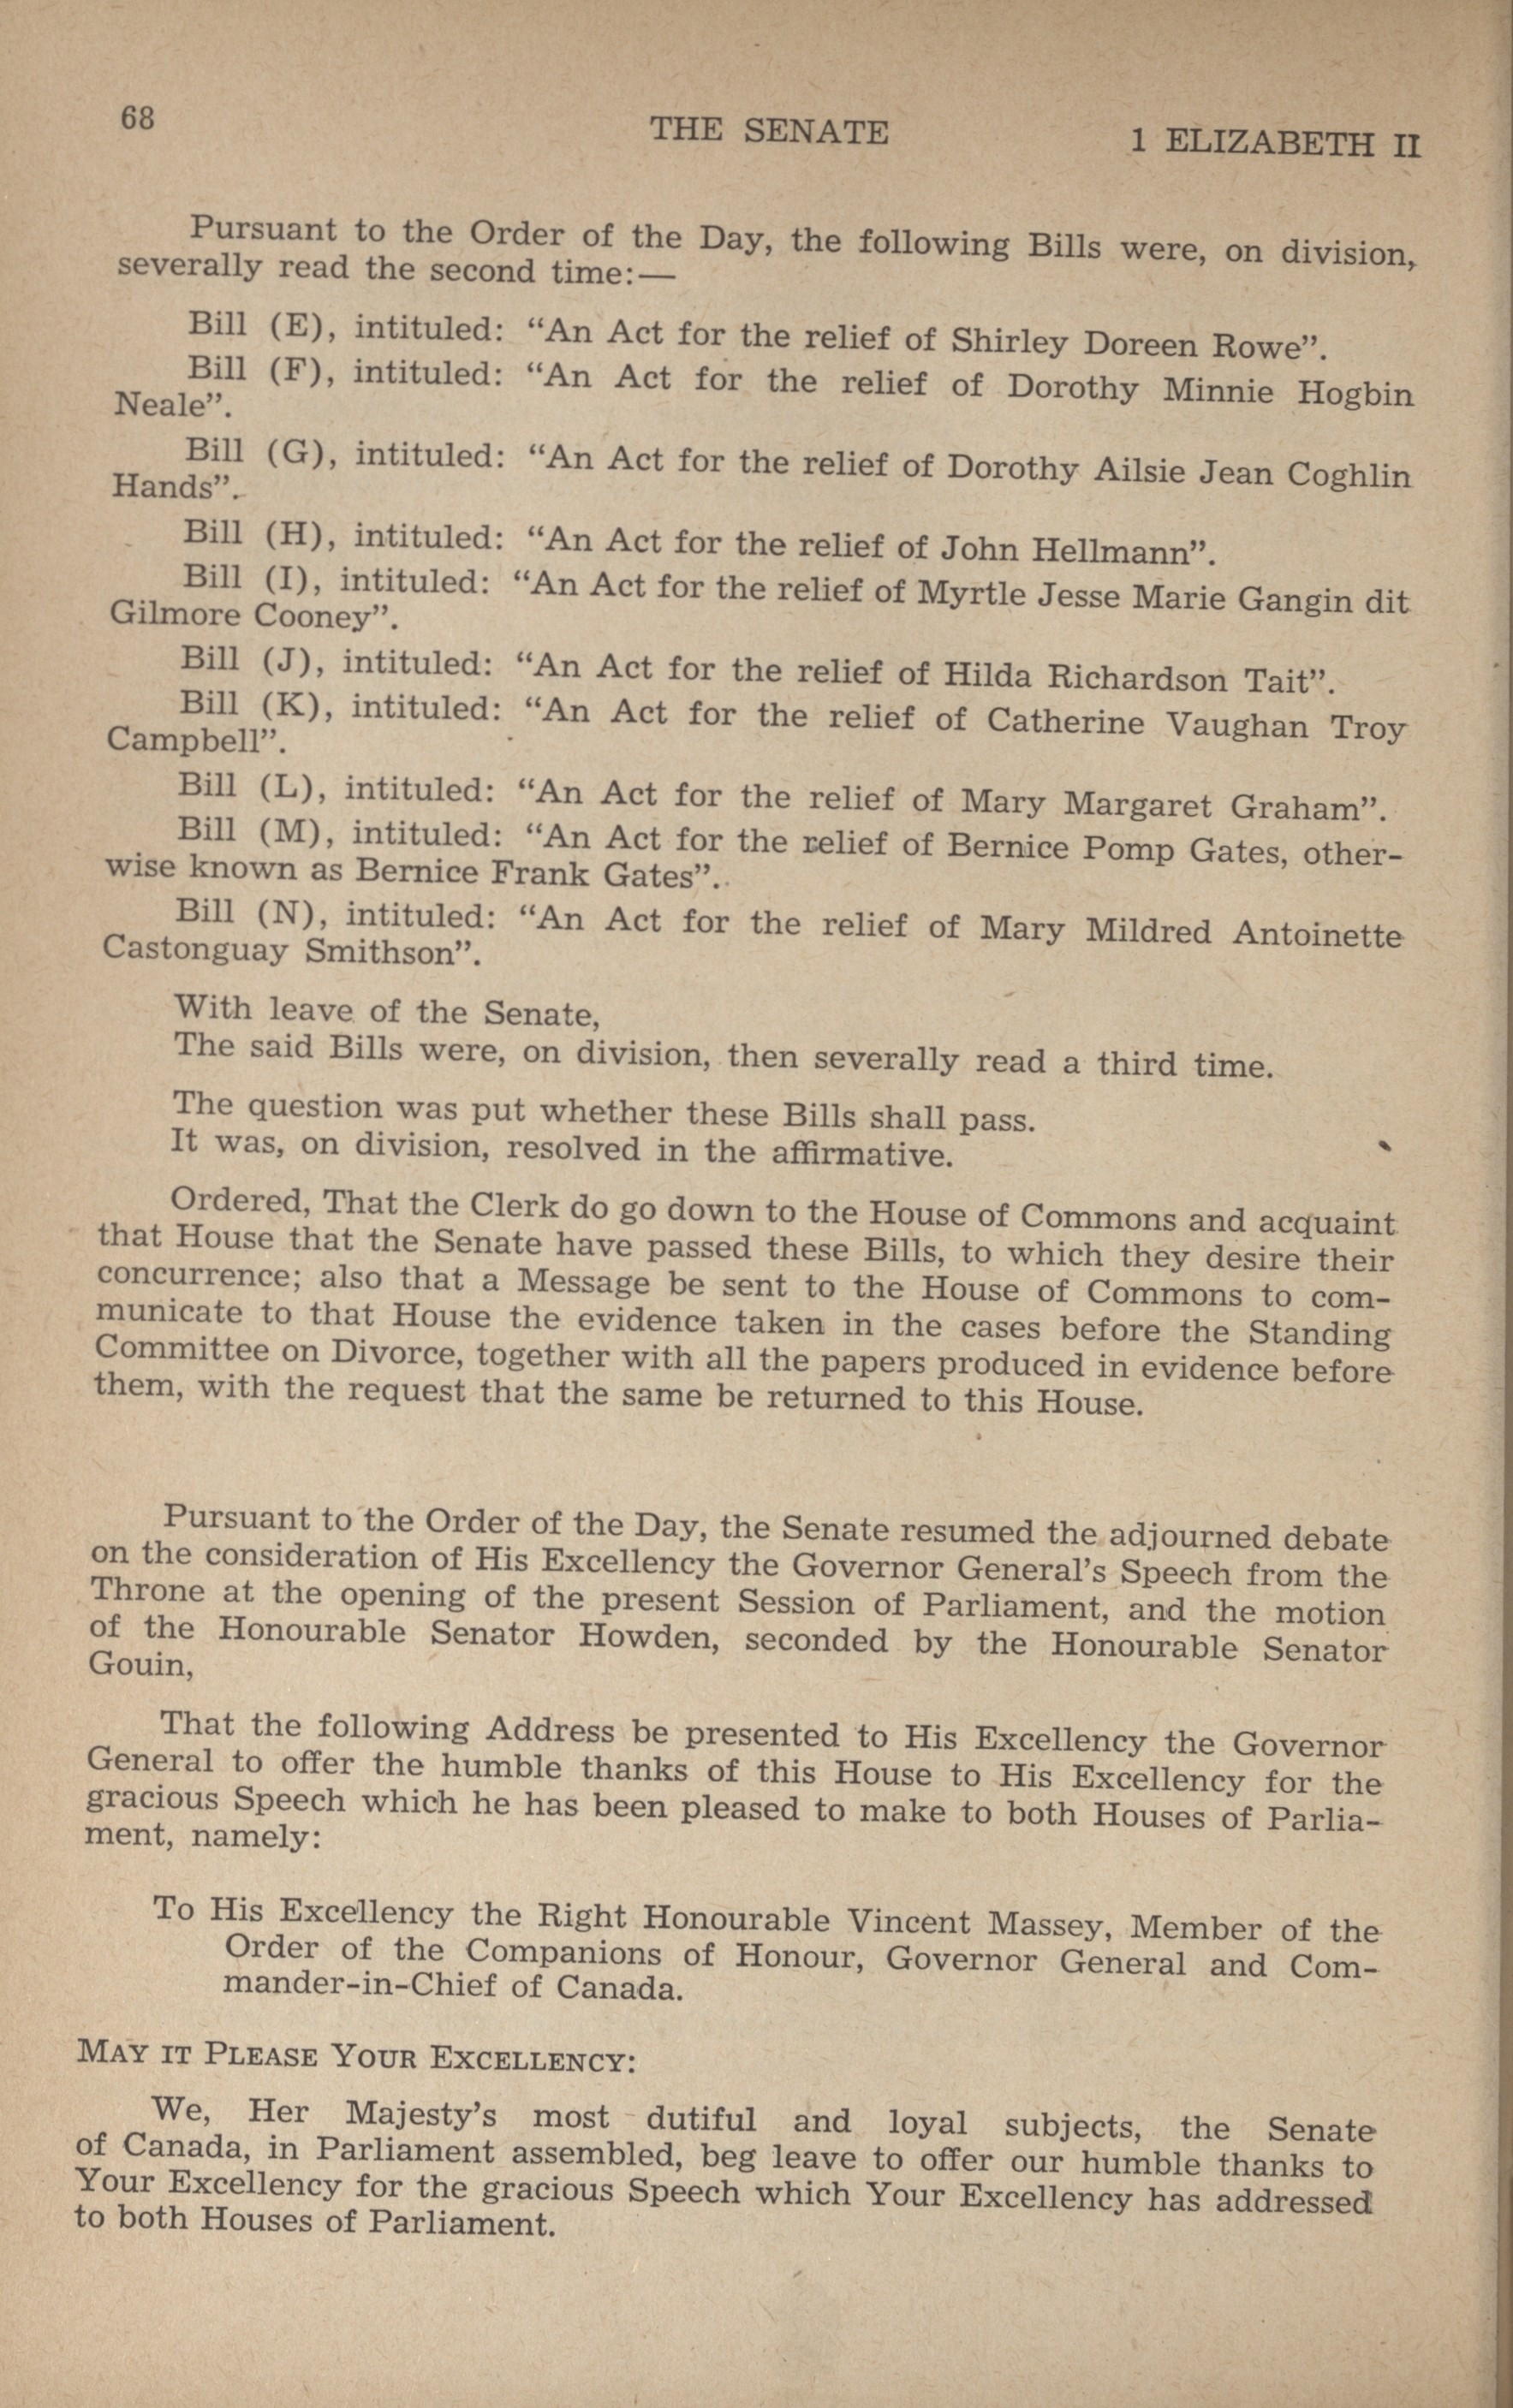 68
THE SENATE
1 ELIZABETH II
Pursuant to the Order of the Day, the following Bills were, on division,
severally read the second time:—
Bill (E), intituled: “An Act for the relief of Shirley Doreen Rowe”.
Bill (F), intituled: “An Act for the relief of Dorothy Minnie Hogbin
Neale”.
Bill (G), intituled: “An Act for the relief of Dorothy Ailsie Jean Coghlin
Hands”.
Bill (H), intituled: “An Act for the relief of John Hellmann”.
Bill (I), intituled: “An Act for the relief of Myrtle Jesse Marie Gangin dit
Gilmore Cooney”.
Bill (J), intituled: “An Act for the relief of Hilda Richardson Tait”.
Bill (K), intituled: “An Act for the relief of Catherine Vaughan Troy
Campbell”.
Bill (L), intituled: “An Act for the relief of Mary Margaret Graham”.
Bill (M), intituled: “An Act for the relief of Bernice Pomp Gates, other-
wise known as Bernice Frank Gates”.
Bill (N), intituled: “An Act for the relief of Mary Mildred Antoinette
Castonguay Smithson”.
With leave of the Senate,
The said Bills were, on division, then severally read a third time.
The question was put whether these Bills shall pass.
It was, on division, resolved in the affirmative.
Ordered, That the Clerk do go down to the House of Commons and acquaint
that House that the Senate have passed these Bills, to which they desire their
concurrence; also that a Message be sent to the House of Commons to com-
municate to that House the evidence taken in the cases before the Standing
Committee on Divorce, together with all the papers produced in evidence before
them, with the request that the same be returned to this House.
Pursuant to the Order of the Day, the Senate resumed the adjourned debate
on the consideration of His Excellency the Governor General’s Speech from the
Throne at the opening of the present Session of Parliament, and the motion
of the Honourable Senator Howden, seconded by the Honourable Senator
Gouin,
That the following Address be presented to His Excellency the Governor
General to offer the humble thanks of this House to His Excellency for the
gracious Speech which he has been pleased to make to both Houses of Parlia-
ment, namely:
To His Excellency the Right Honourable Vincent Massey, Member of the
Order of the Companions of Honour, Governor General and Com-
mander-in-Chief of Canada.
MAY IT PLEASE YOUR EXCELLENCY:
We, Her Majesty’s most dutiful and loyal subjects, the Senate
of Canada, in Parliament assembled, beg leave to offer our humble thanks to
Your Excellency for the gracious Speech which Your Excellency has addressed
to both Houses of Parliament.